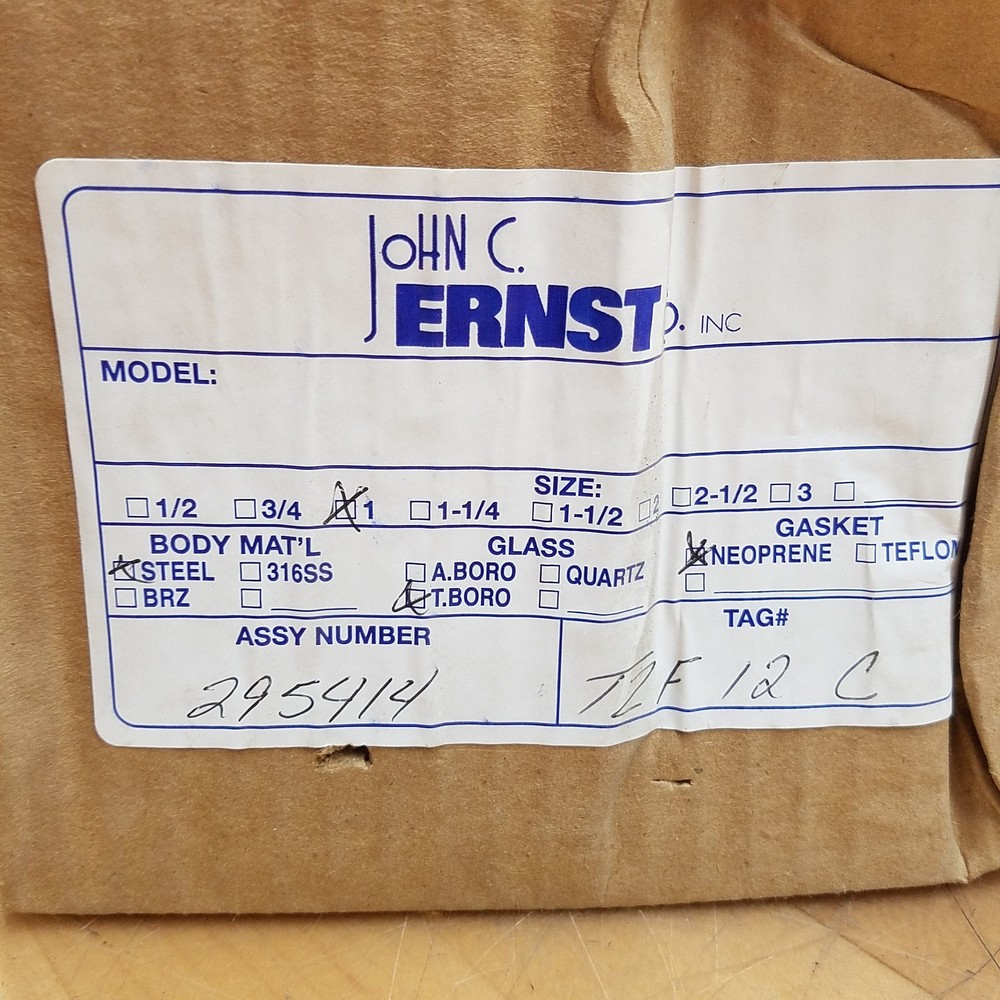 JOHN C.
ERNST
INC
MODEL:
SIZE:
☐ 1/2 ☐ 3/4 ☒ 1 ☐ 1-1/4 ☐ 1-1/2 ☐ 2 ☐ 2-1/2 ☐ 3 ☐
BODY MAT'L GLASS GASKET
☒ STEEL ☐ 316SS ☐ A.BORO ☐ QUARTZ ☒ NEOPRENE ☐ TEFLON
☐ BRZ ☐ ☒ T.BORO ☐ ☐
ASSY NUMBER TAG#
295414 12 C